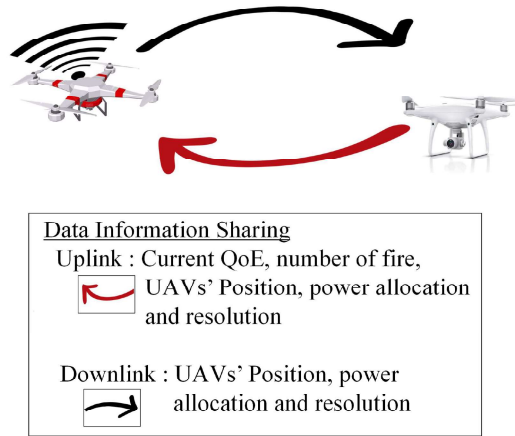 Data Information Sharing
Uplink : Current QoE, number of fire,
UAVs’ Position, power allocation
and resolution
Downlink : UAVs’ Position, power
allocation and resolution